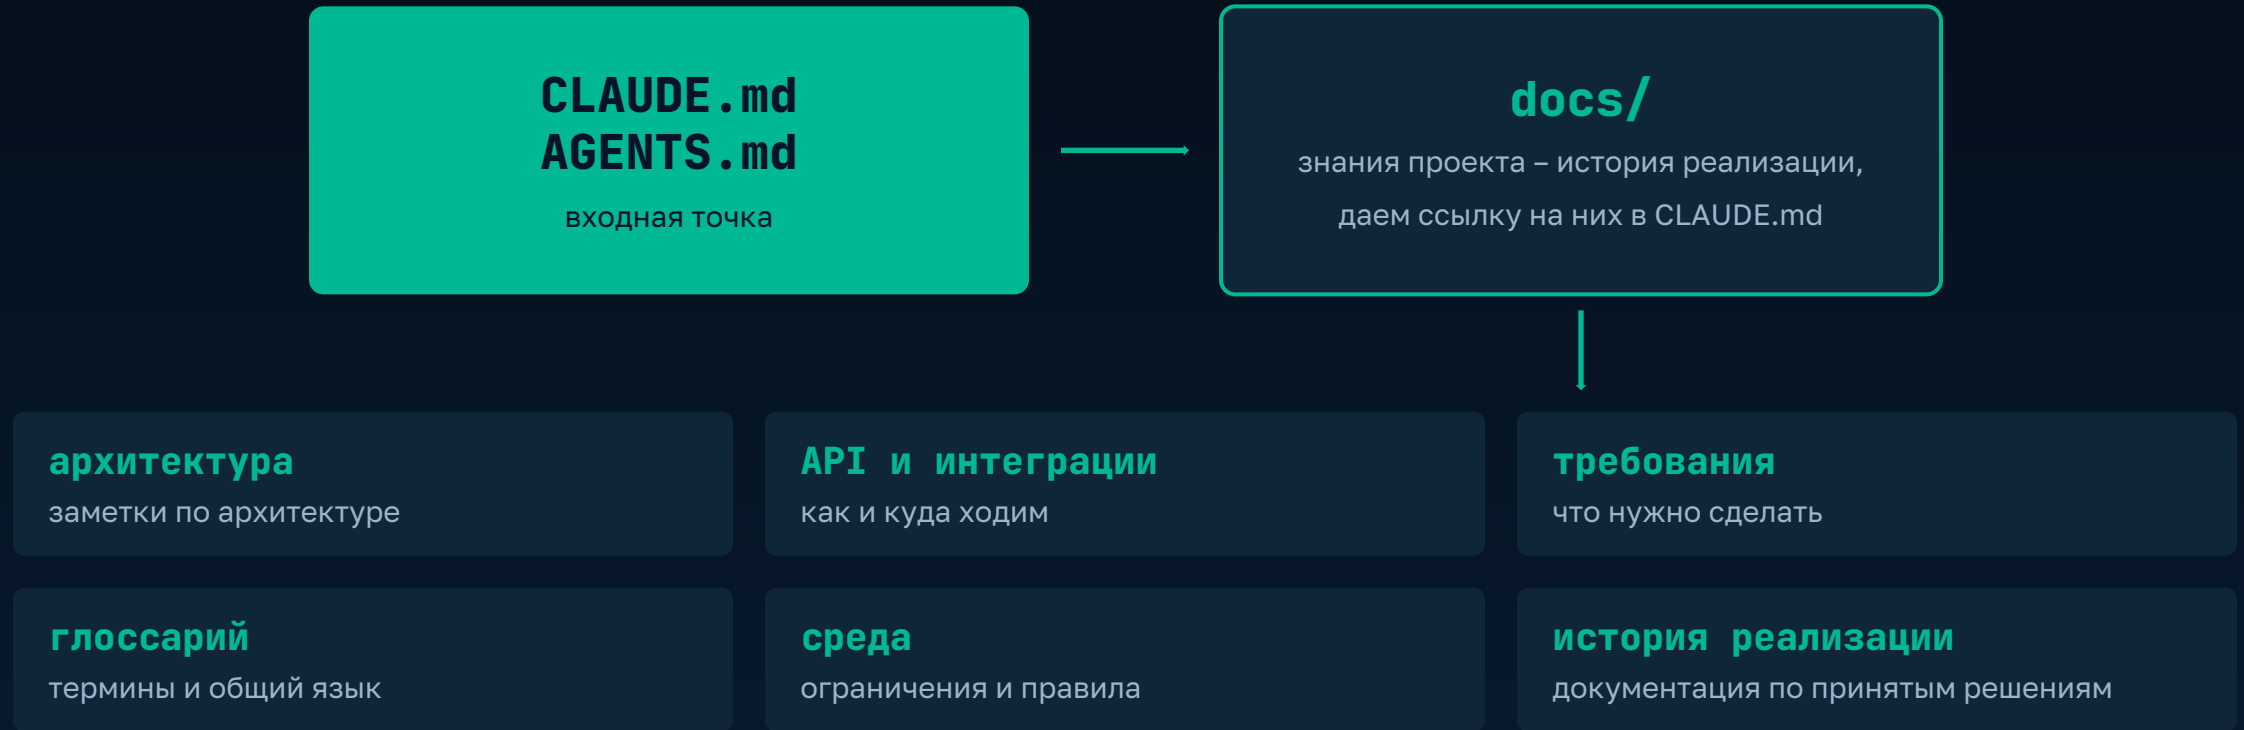 CLAUDE.md
AGENTS.md
входная точка
docs/
знания проекта – история реализации,
даем ссылку на них в CLAUDE.md
архитектура
заметки по архитектуре
API и интеграции
как и куда ходим
требования
что нужно сделать
глоссарий
термины и общий язык
среда
ограничения и правила
история реализации
документация по принятым решениям